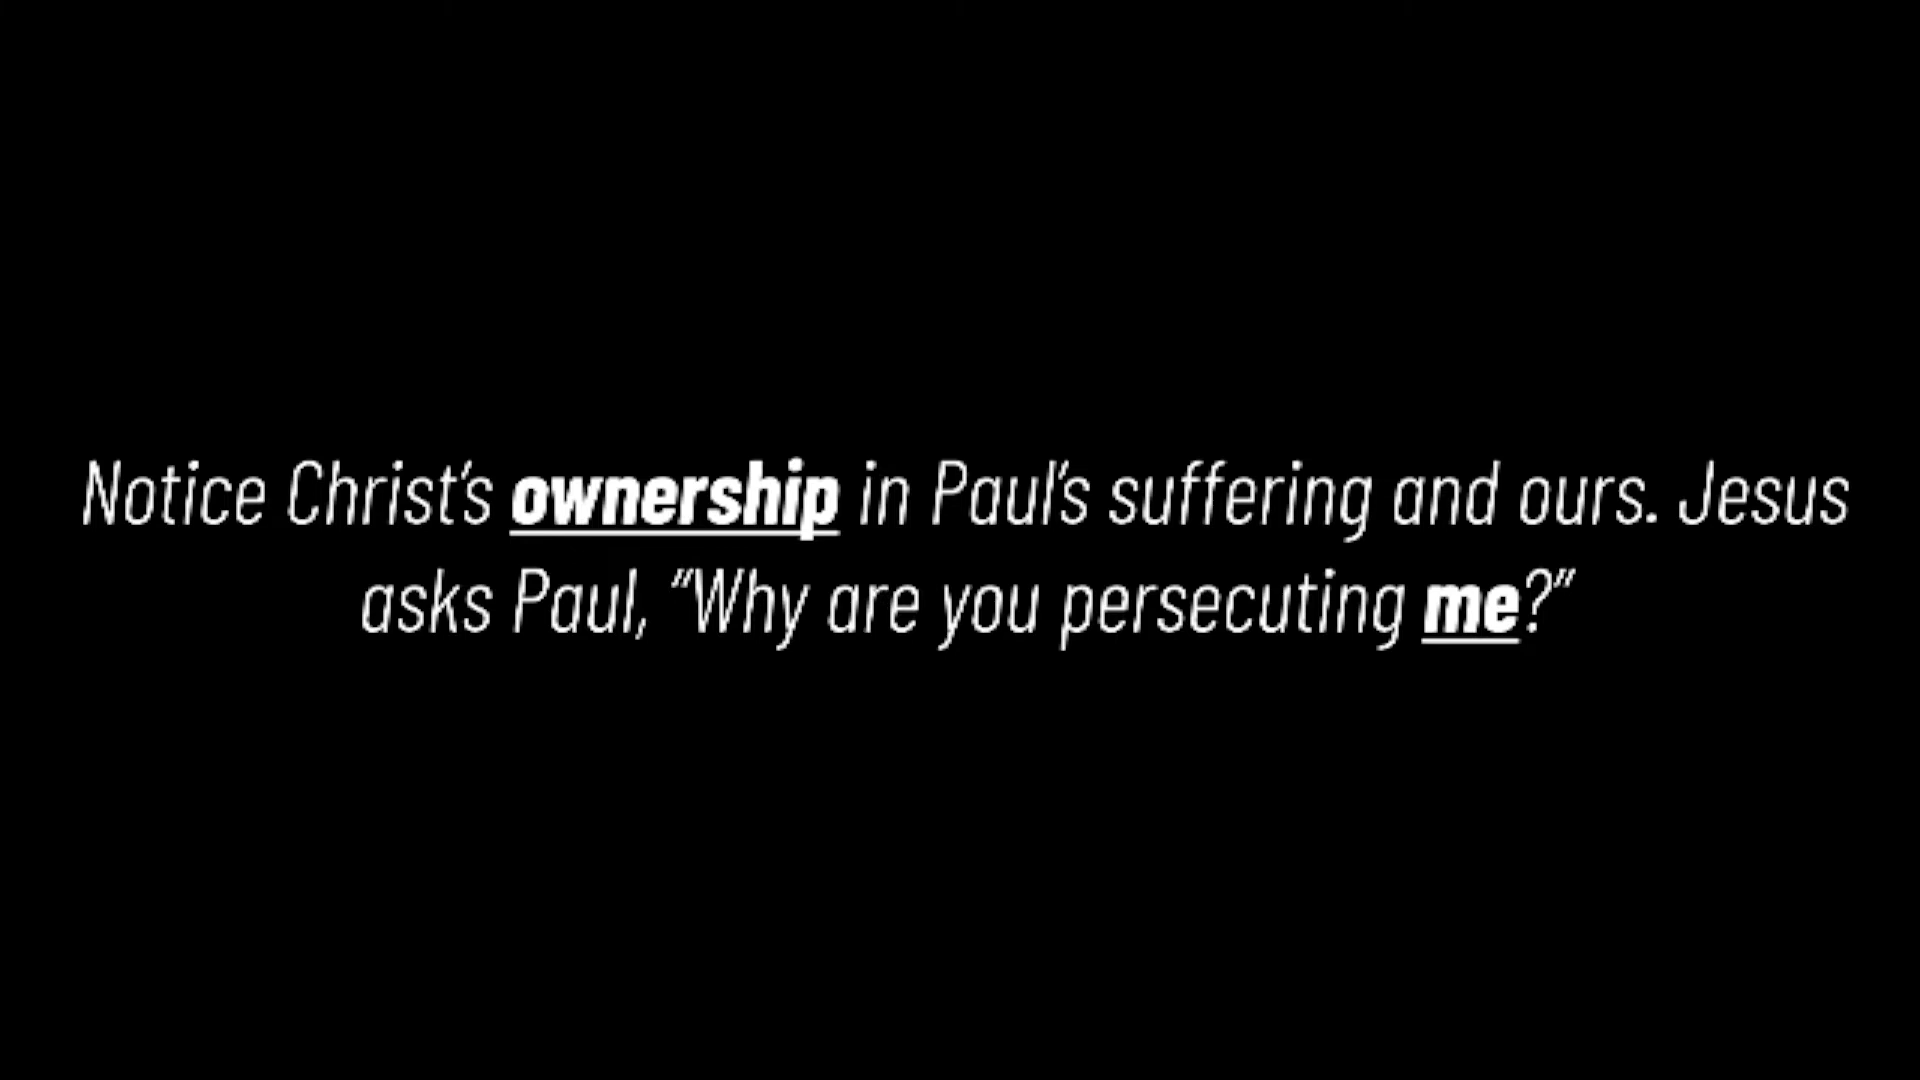 Notice Christ’s ownership in Paul’s suffering and ours. Jesus
asks Paul, “Why are you persecuting me?”